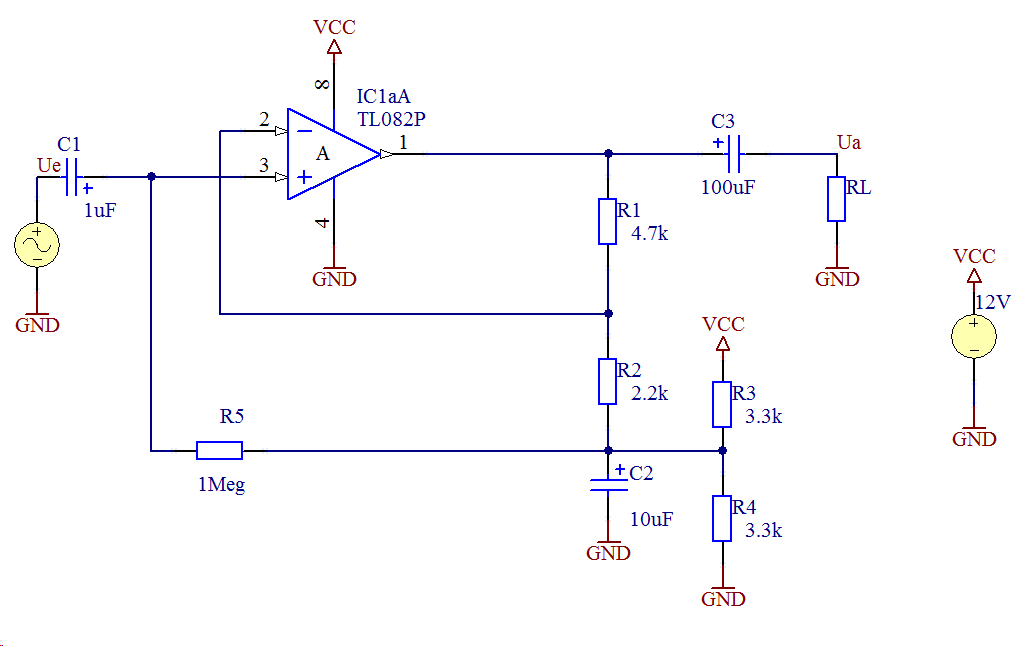 VCC
8
IC1aA
TL082P
2
1
A
3
4
GND
C1
Ue
1uF
GND
C3
Ua
100uF
RL
GND
R1
4.7k
VCC
12V
GND
VCC
R2
2.2k
R3
3.3k
R5
1Meg
C2
10uF
GND
R4
3.3k
GND